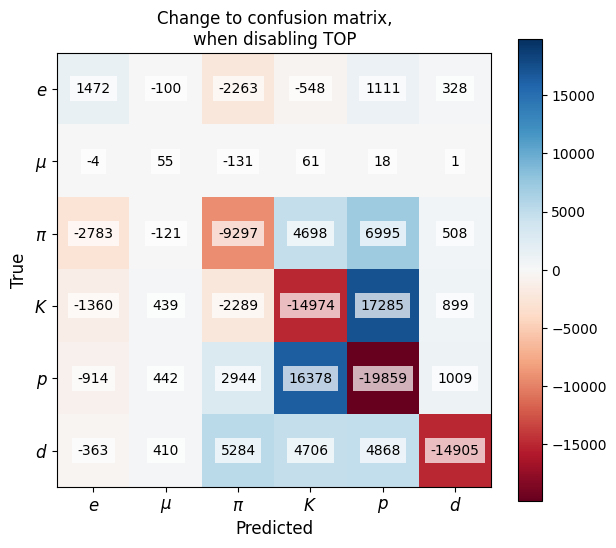 Change to confusion matrix,
when disabling TOP
e 1472 -100 -2263 -548 1111 328
μ -4 55 -131 61 18 1
π -2783 -121 -9297 4698 6995 508
K -1360 439 -2289 -14974 17285 899
p -914 442 2944 16378 -19859 1009
d -363 410 5284 4706 4868 -14905
e μ π K p d
Predicted
True
15000
10000
5000
0
−5000
−10000
−15000